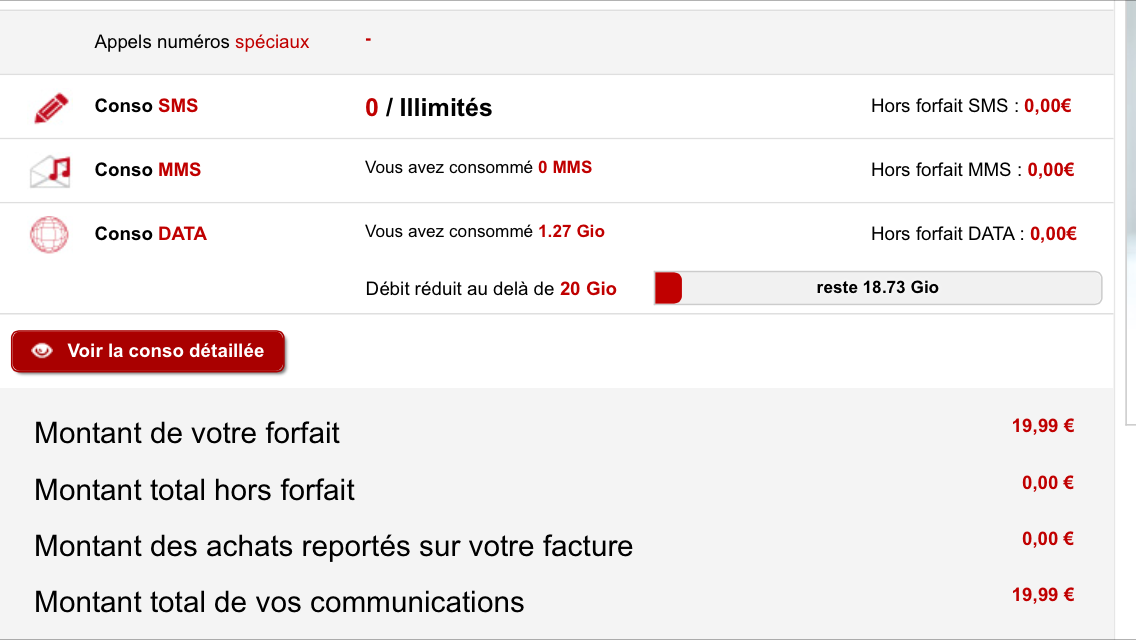 Appels numéros spéciaux -
Conso SMS 0 / Illimités Hors forfait SMS : 0,00€
Conso MMS Vous avez consommé 0 MMS Hors forfait MMS : 0,00€
Conso DATA Vous avez consommé 1.27 Gio Hors forfait DATA : 0,00€
Débit réduit au delà de 20 Gio reste 18.73 Gio
Voir la conso détaillée
Montant de votre forfait 19,99 €
Montant total hors forfait 0,00 €
Montant des achats reportés sur votre facture 0,00 €
Montant total de vos communications 19,99 €